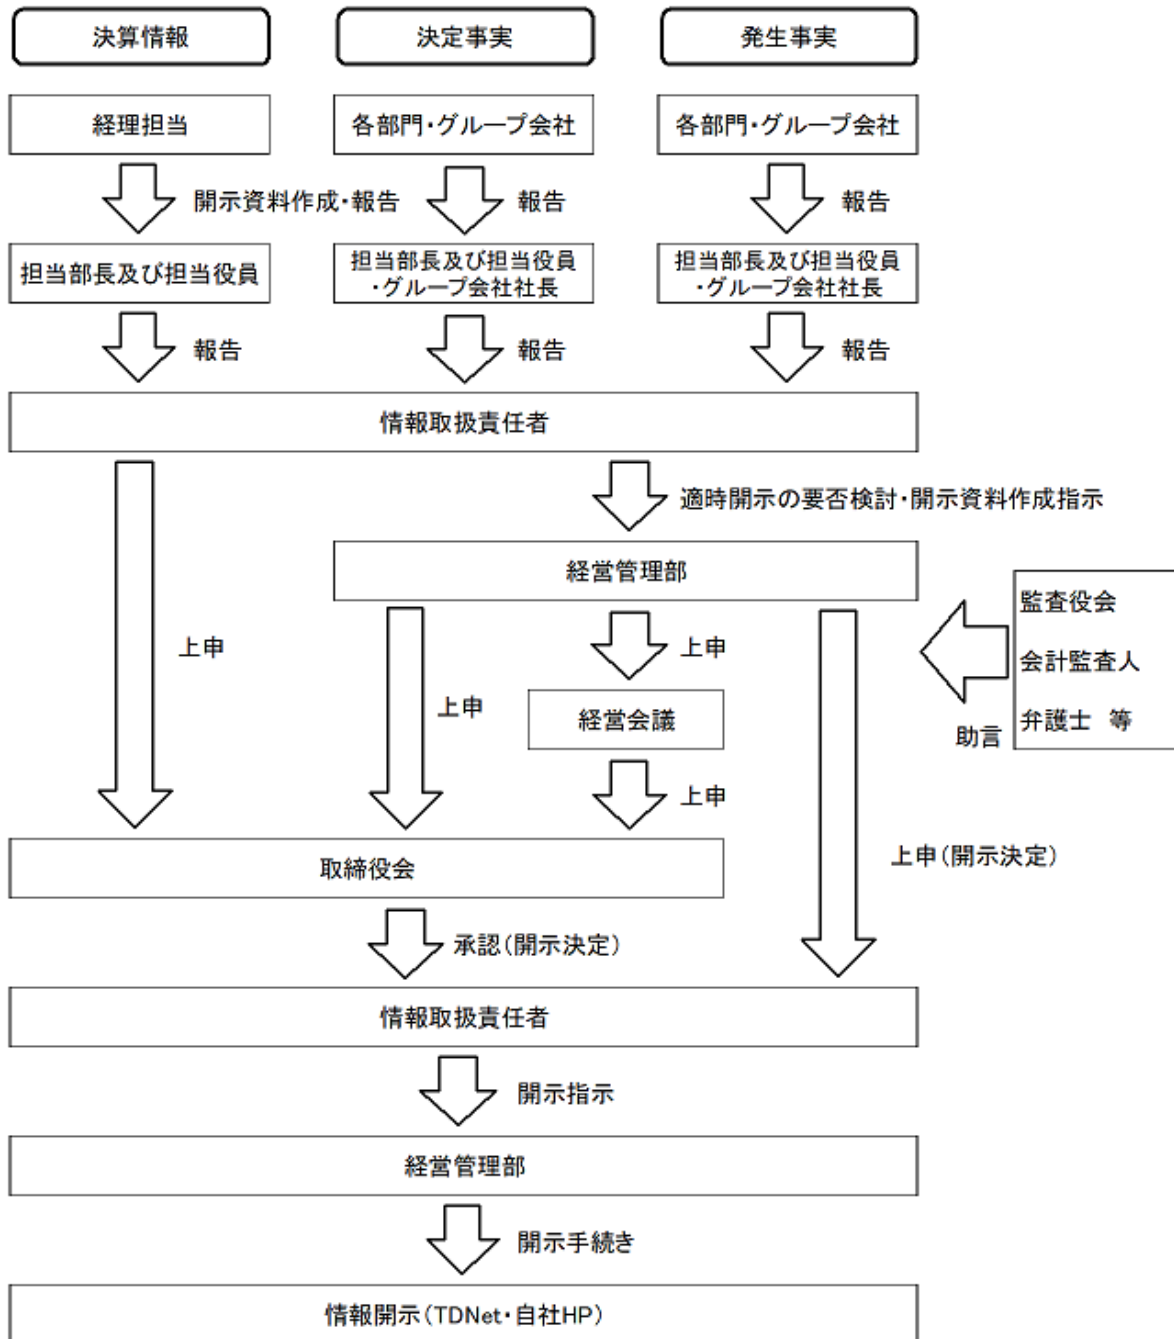 決算情報
決定事実
発生事実
経理担当
各部門・グループ会社
各部門・グループ会社
開示資料作成・報告
報告
報告
担当部長及び担当役員
担当部長及び担当役員
・グループ会社社長
担当部長及び担当役員
・グループ会社社長
報告
報告
報告
情報取扱責任者
適時開示の要否検討・開示資料作成指示
経営管理部
監査役会
会計監査人
弁護士 等
助言
上申
上申
上申
経営会議
上申
上申(開示決定)
取締役会
承認(開示決定)
情報取扱責任者
開示指示
経営管理部
開示手続き
情報開示(TDNet・自社HP)